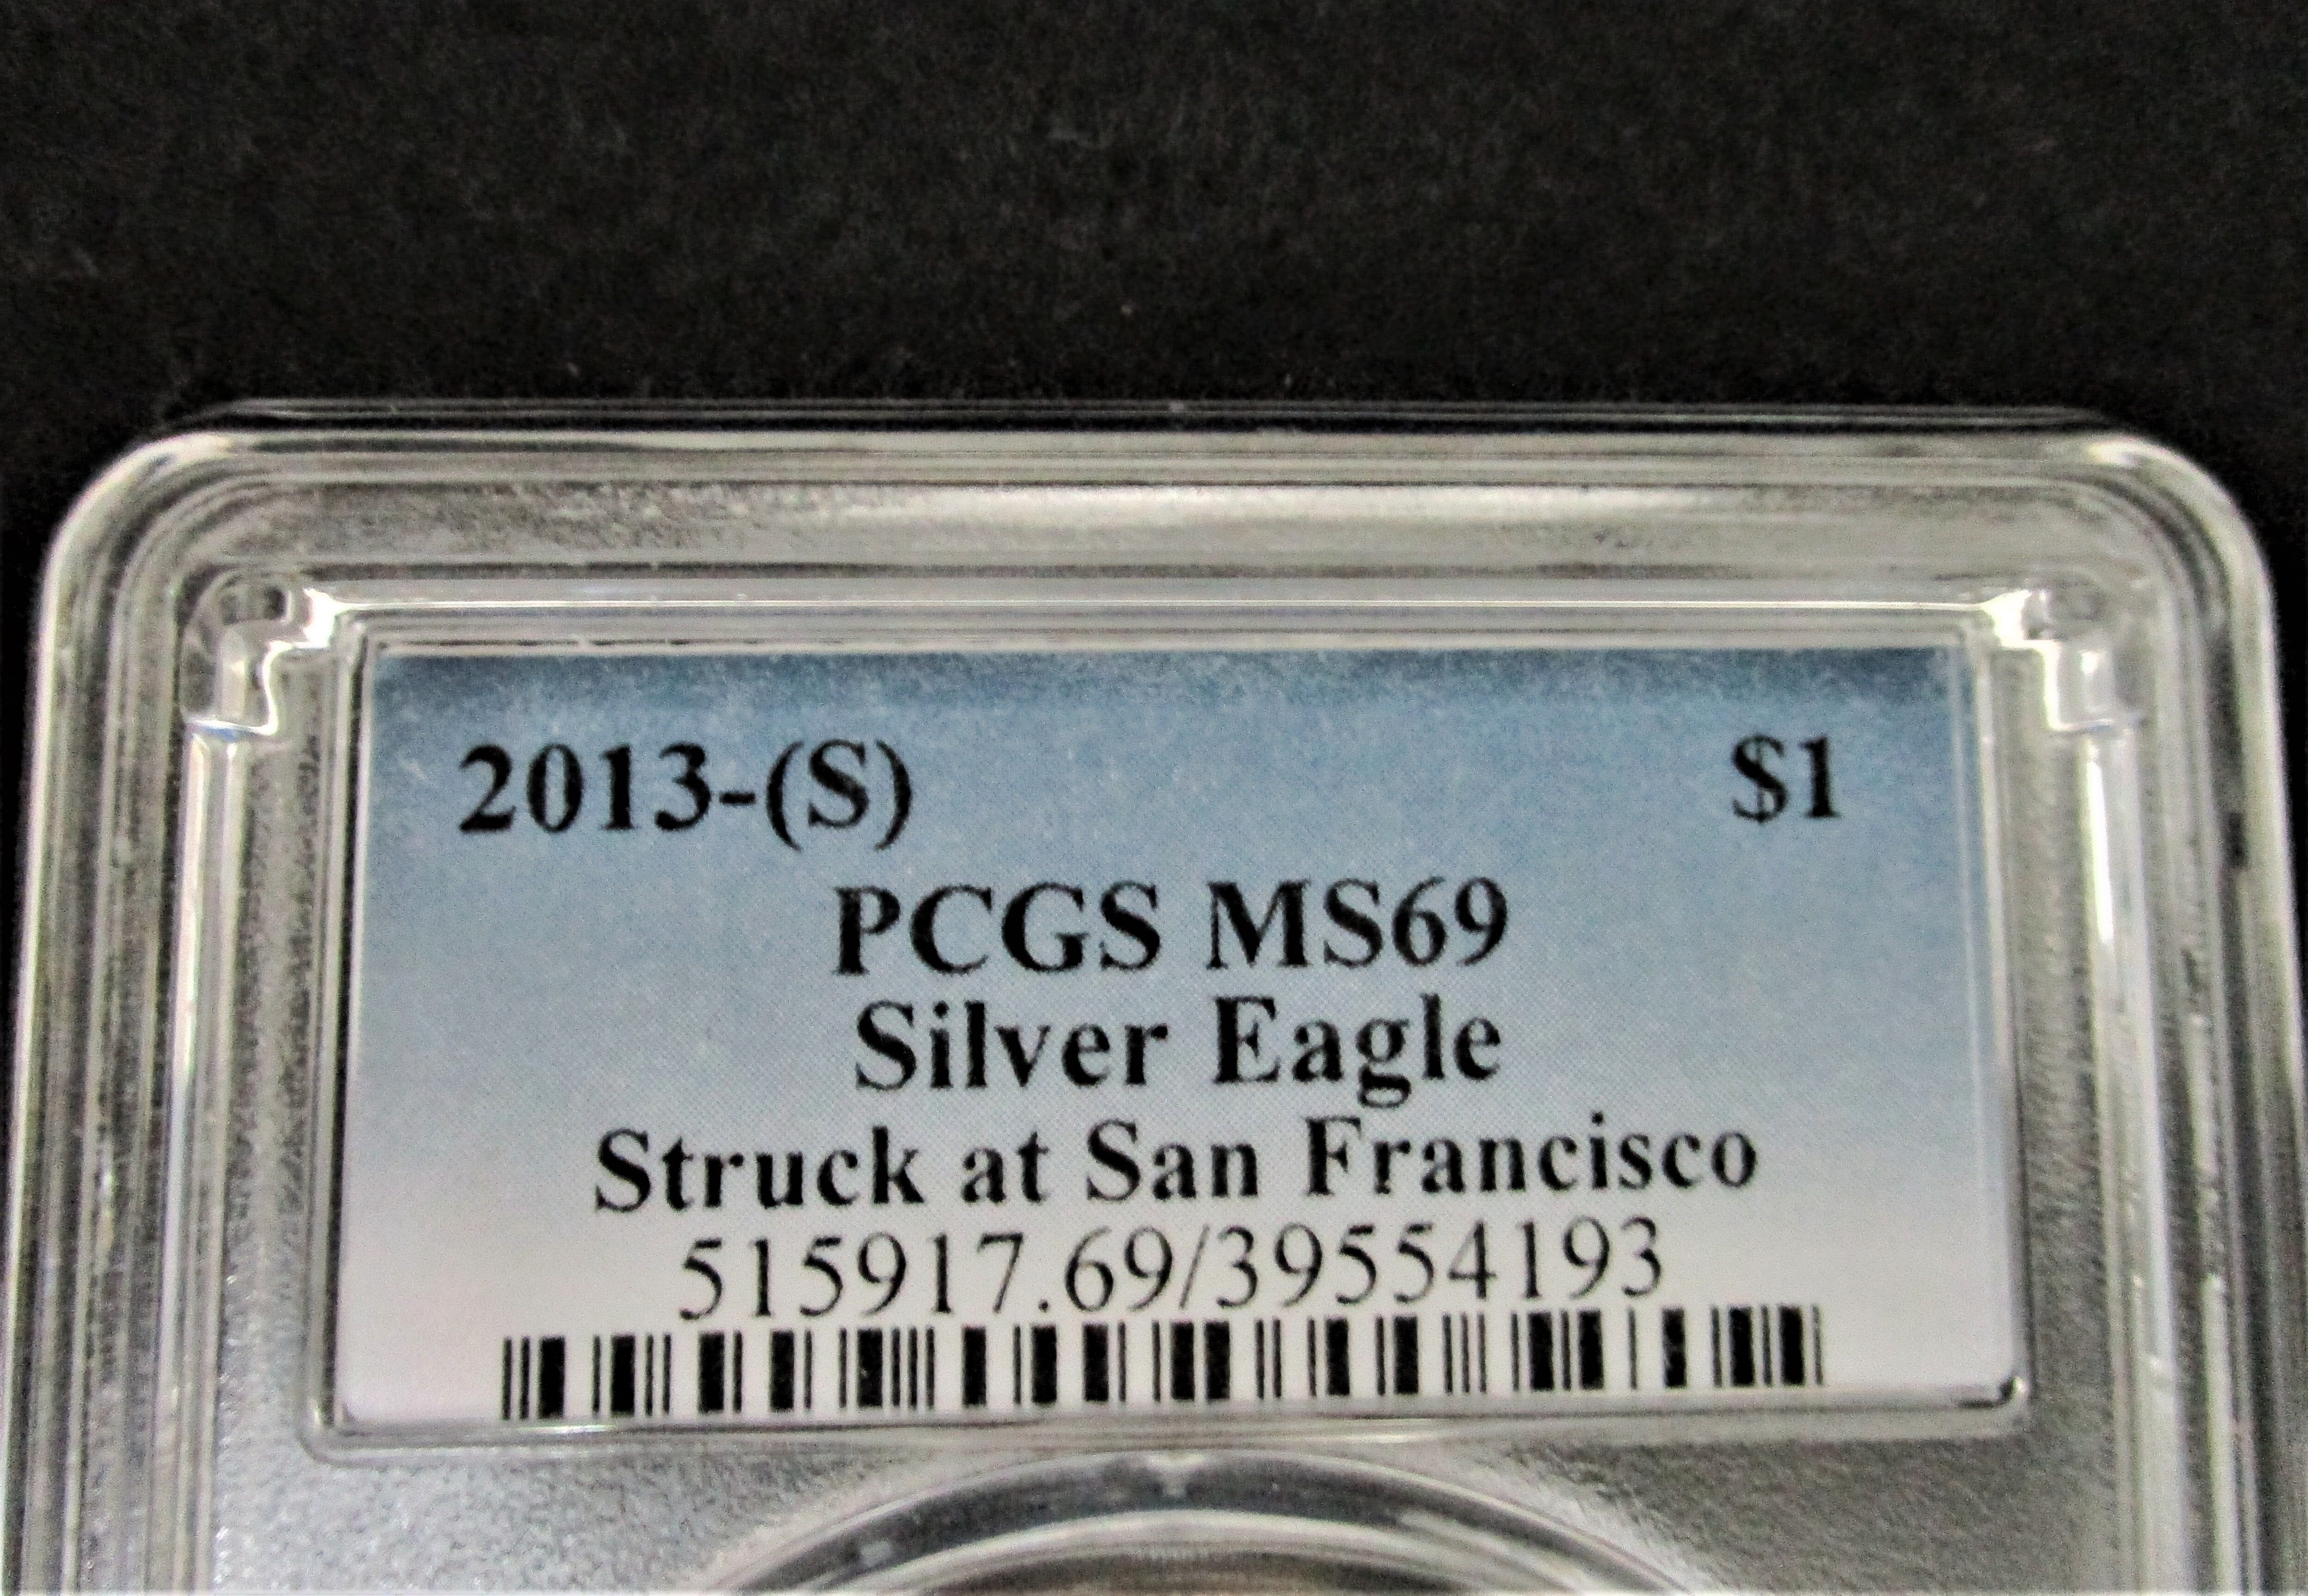 2013-(S) $1
PCGS MS69
Silver Eagle
Struck at San Francisco
515917.69/39554193